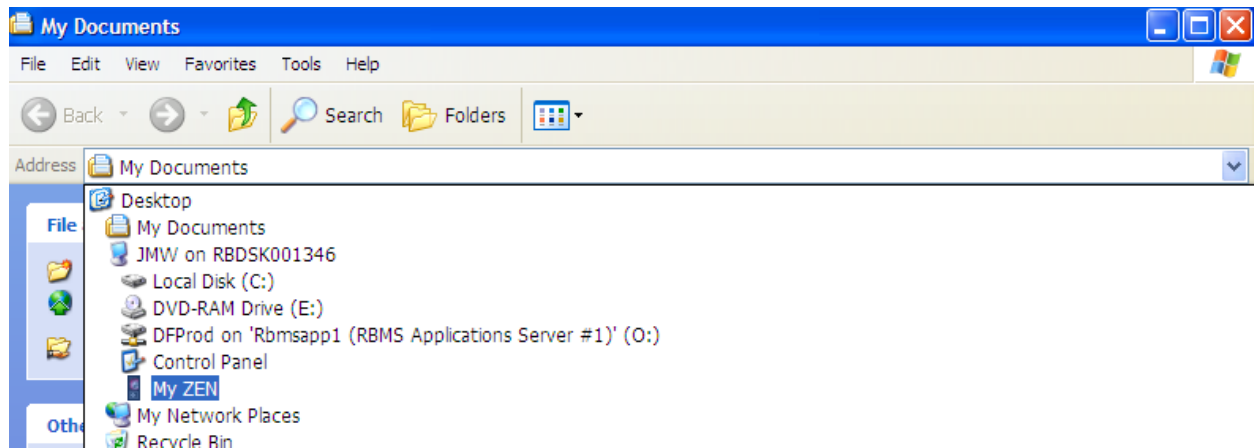 My Documents
File Edit View Favorites Tools Help
Back Search Folders
Address My Documents
Desktop
File
My Documents
JMW on RBDSK001346
Local Disk (C:)
DVD-RAM Drive (E:)
DFProd on 'Rbmsapp1 (RBMS Applications Server #1)' (O:)
Control Panel
My ZEN
My Network Places
Othe
Recycle Bin